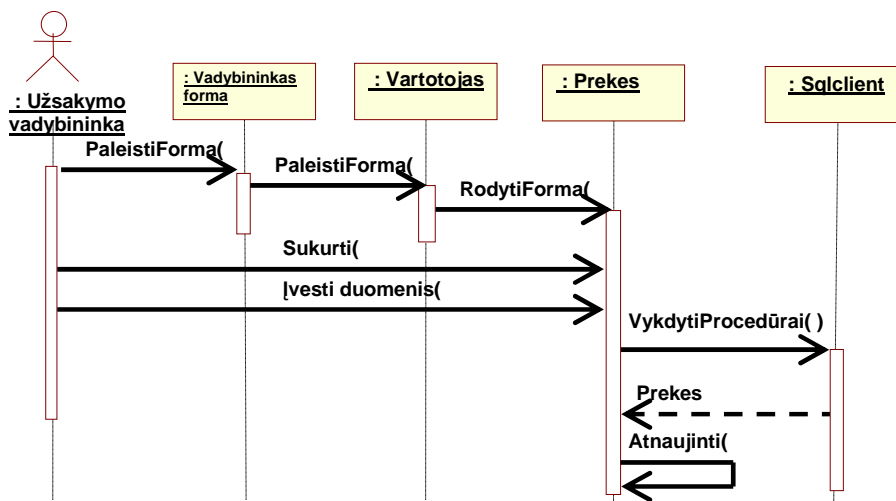 : Užsakymo
vadybininka
: Vadybininkas
forma
: Vartotojas
: Prekes
: Sqlclient
PaleistiForma(
PaleistiForma(
RodytiForma(
Sukurti(
Įvesti duomenis(
VykdytiProcedūrai( )
Prekes
Atnaujinti(